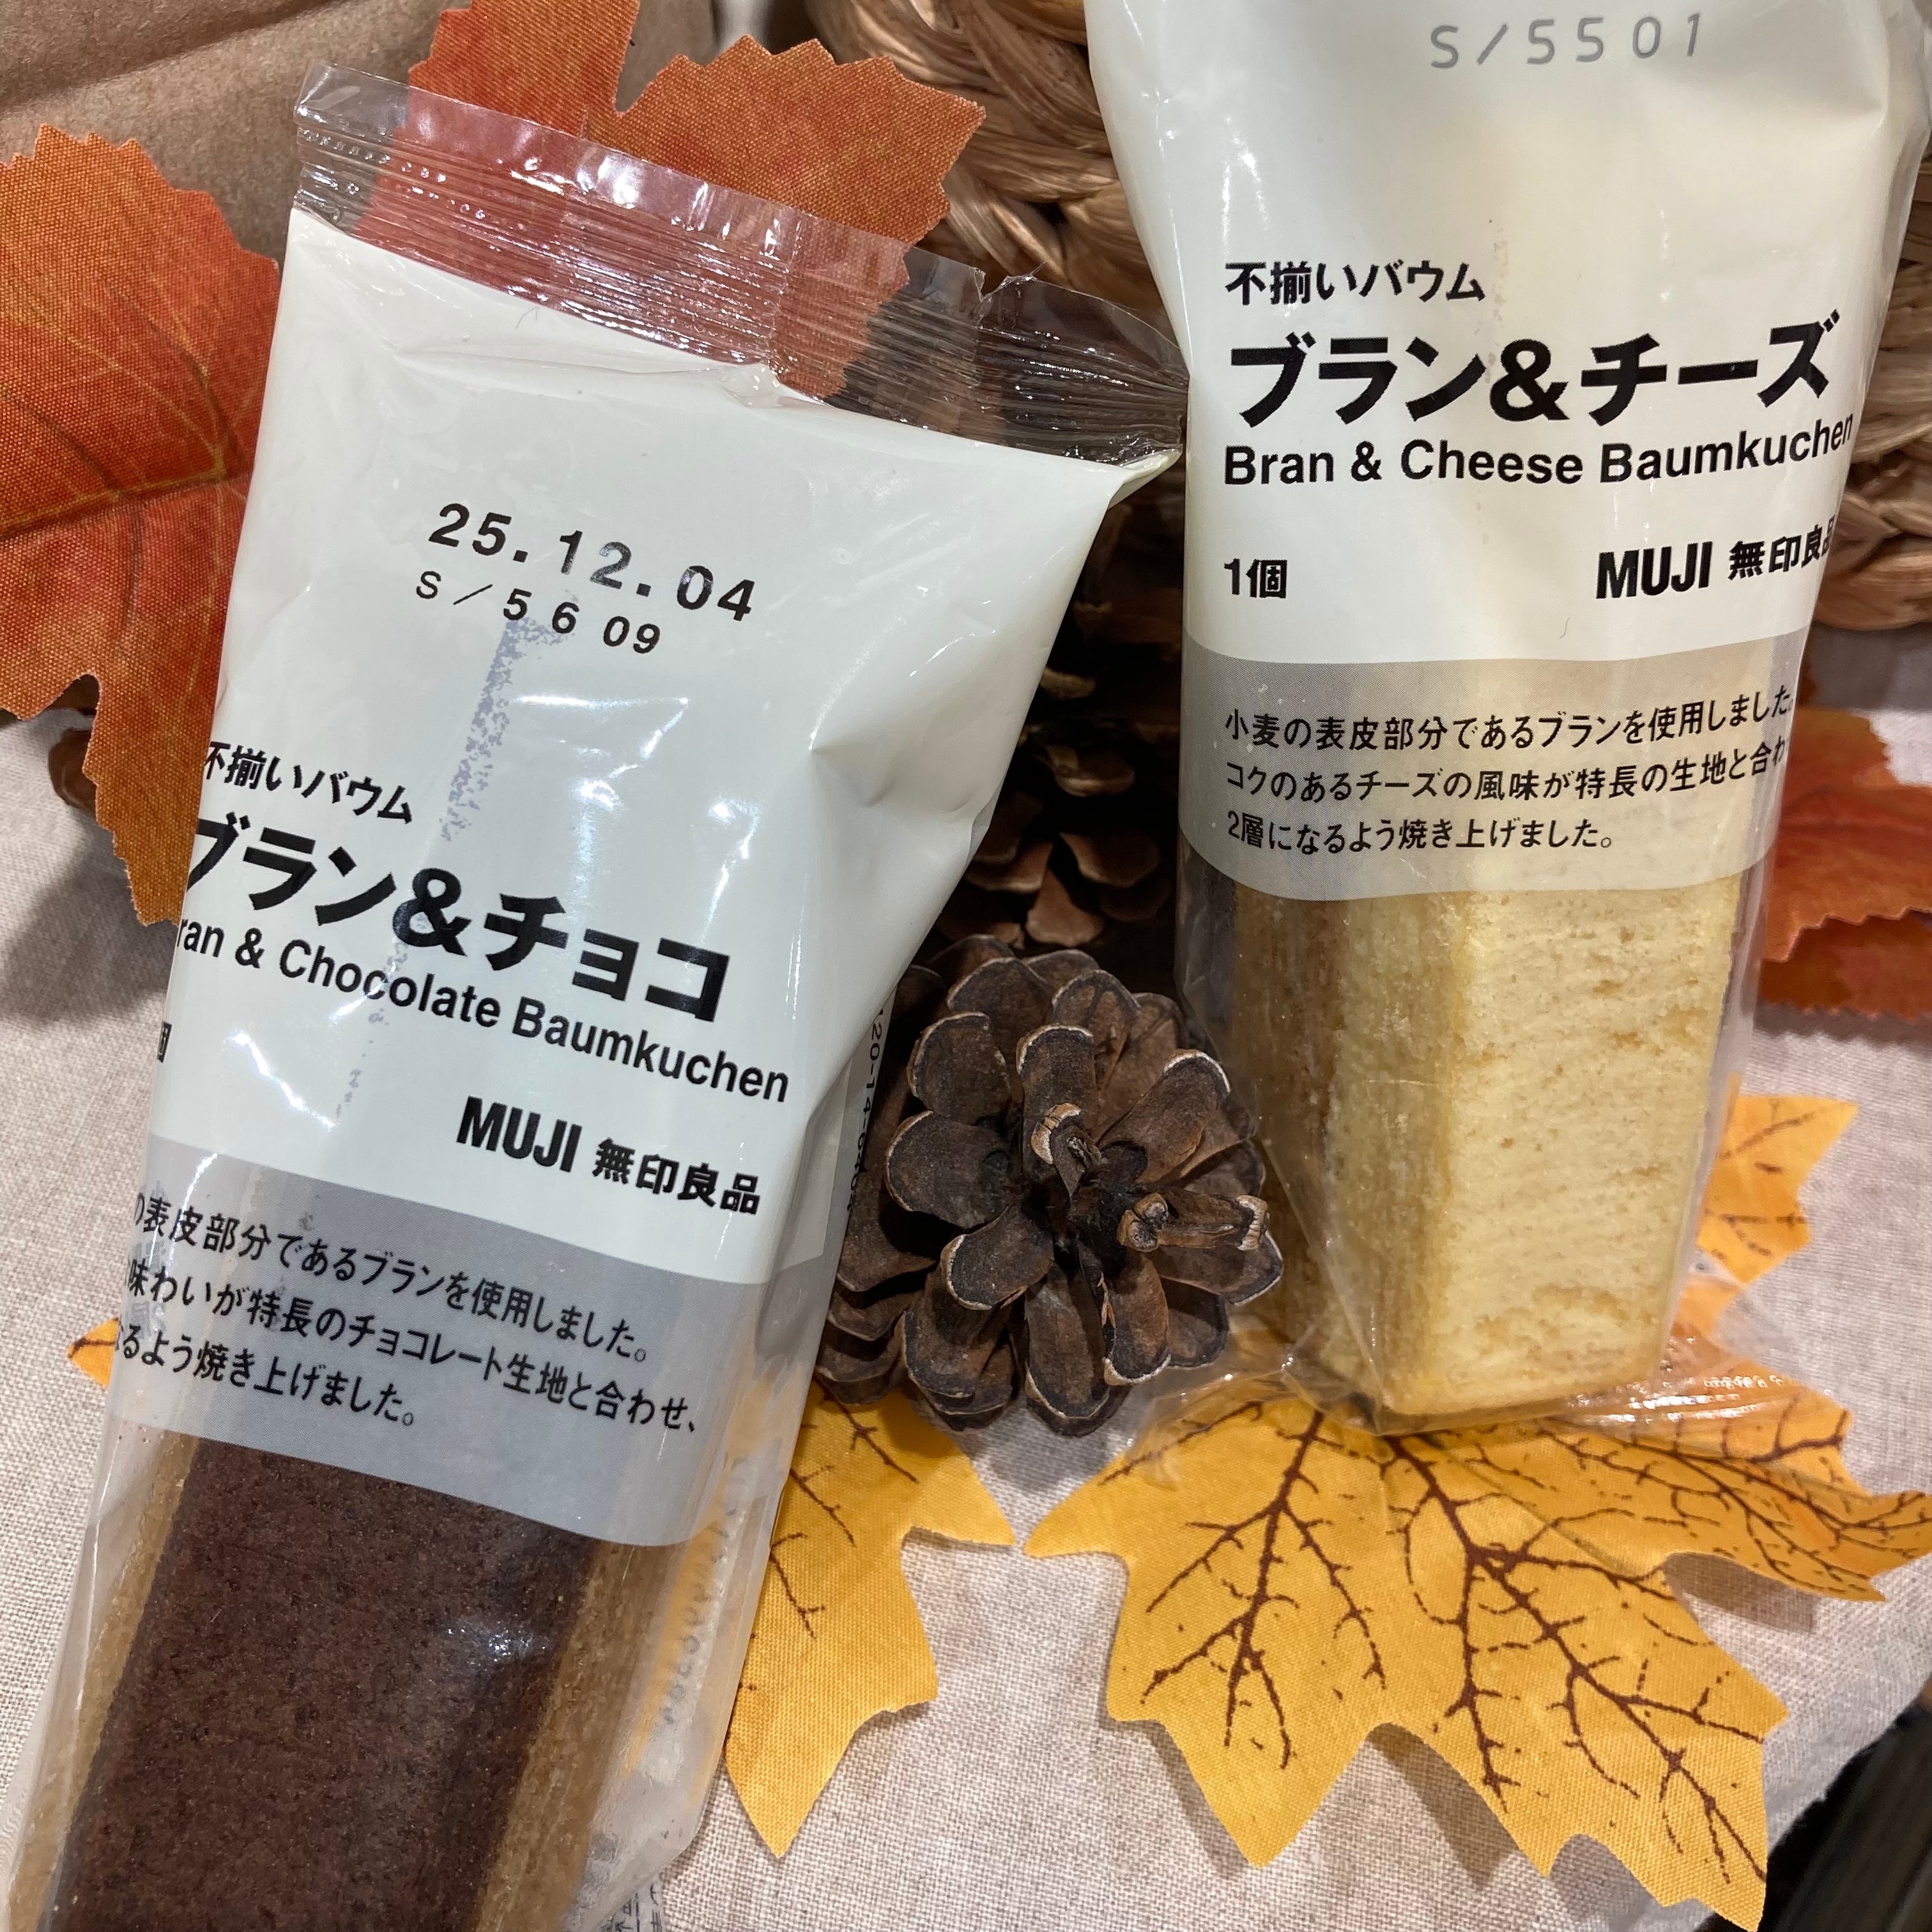 25.12.04
S/5 6 09
不揃いバウム
ブラン&チョコ
& Chocolate Baumkuchen
MUJI 無印良品
の表皮部分であるブランを使用しました。
味わいが特長のチョコレート生地と合わせ、
なるよう焼き上げました。
S/5501
不揃いバウム
ブラン&チーズ
Bran & Cheese Baumkuchen
1個
MUJI 無印良品
小麦の表皮部分であるブランを使用しました。
コクのあるチーズの風味が特長の生地と合わ
2層になるよう焼き上げました。